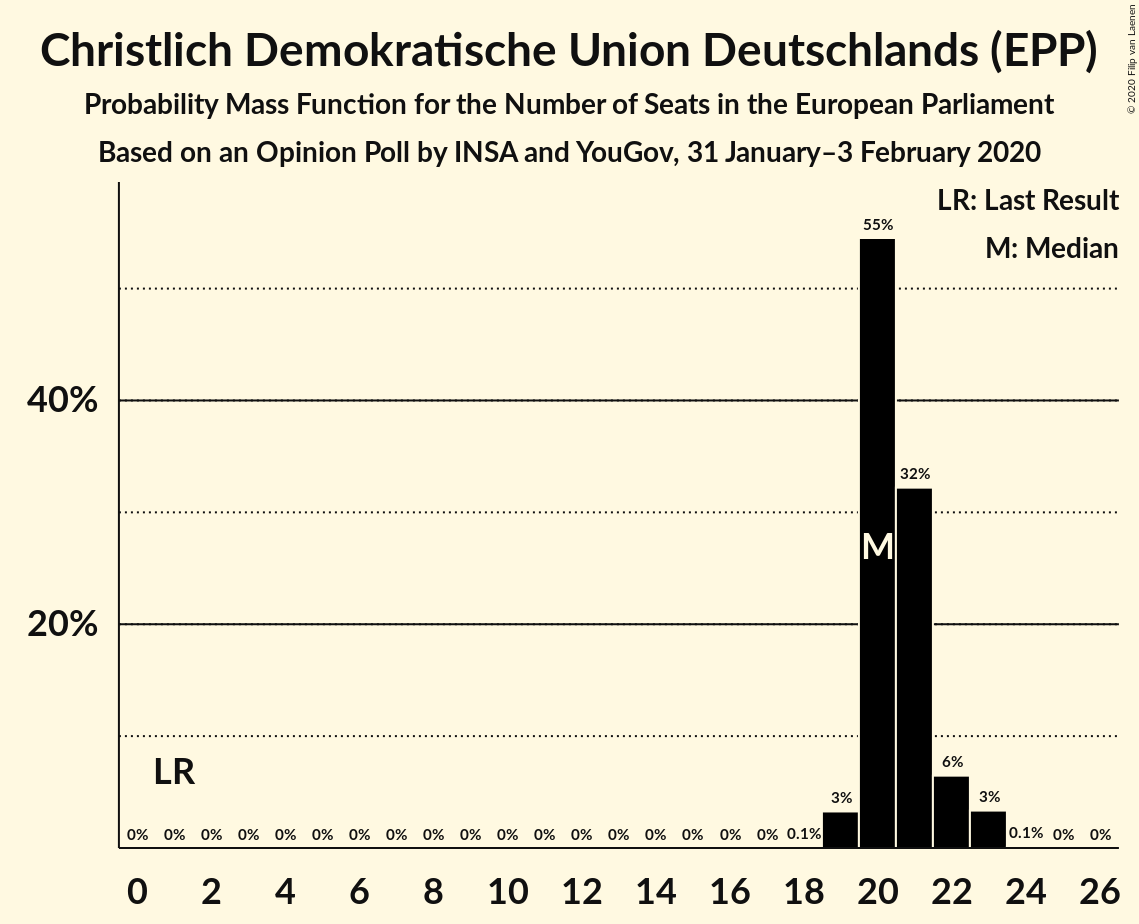 Christlich Demokratische Union Deutschlands (EPP)
Probability Mass Function for the Number of Seats in the European Parliament
Based on an Opinion Poll by INSA and YouGov, 31 January–3 February 2020
© 2020 Filip van Laenen
LR: Last Result
M: Median
55%
40%
32%
M
20%
LR
6%
3% 3%
0% 0% 0% 0% 0% 0% 0% 0% 0% 0% 0% 0% 0% 0% 0% 0% 0% 0% 0.1% 0.1% 0% 0%
0 2 4 6 8 10 12 14 16 18 20 22 24 26